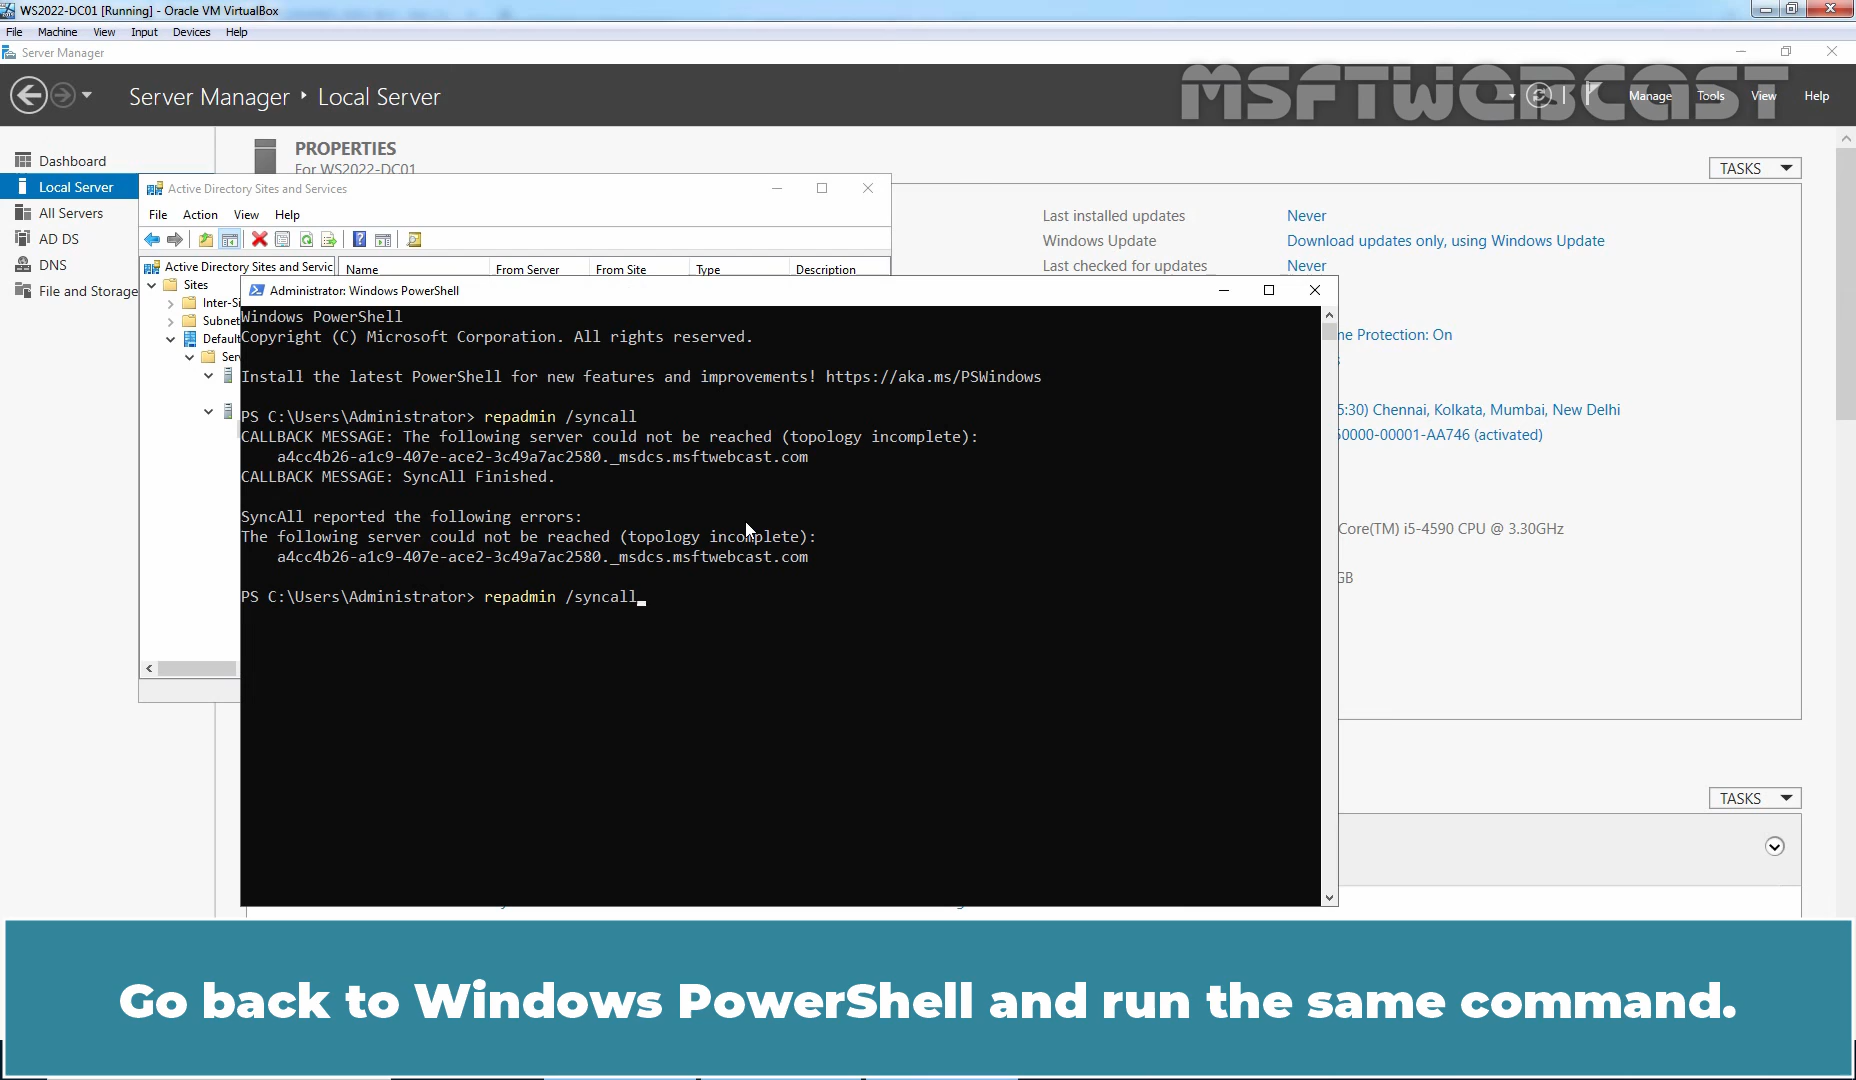 WS2022-DC01 [Running] - Oracle VM VirtualBox
File Machine View Input Devices Help
Server Manager
Server Manager ‣ Local Server
MSFTWEBCAST
Manage Tools View Help
Dashboard
Local Server
All Servers
AD DS
DNS
File and Storage
PROPERTIES
For WS2022-DC01
TASKS
Last installed updates Never
Windows Update Download updates only, using Windows Update
Last checked for updates Never
me Protection: On
5:30) Chennai, Kolkata, Mumbai, New Delhi
50000-00001-AA746 (activated)
Core(TM) i5-4590 CPU @ 3.30GHz
GB
TASKS
Active Directory Sites and Services
File Action View Help
Active Directory Sites and Servic
Sites
Inter-Si
Subnet
Default
Ser
Name From Server From Site Type Description
Administrator: Windows PowerShell
Windows PowerShell
Copyright (C) Microsoft Corporation. All rights reserved.
Install the latest PowerShell for new features and improvements! https://aka.ms/PSWindows
PS C:\Users\Administrator> repadmin /syncall
CALLBACK MESSAGE: The following server could not be reached (topology incomplete):
a4cc4b26-a1c9-407e-ace2-3c49a7ac2580._msdcs.msftwebcast.com
CALLBACK MESSAGE: SyncAll Finished.
SyncAll reported the following errors:
The following server could not be reached (topology incomplete):
a4cc4b26-a1c9-407e-ace2-3c49a7ac2580._msdcs.msftwebcast.com
PS C:\Users\Administrator> repadmin /syncall
Go back to Windows PowerShell and run the same command.